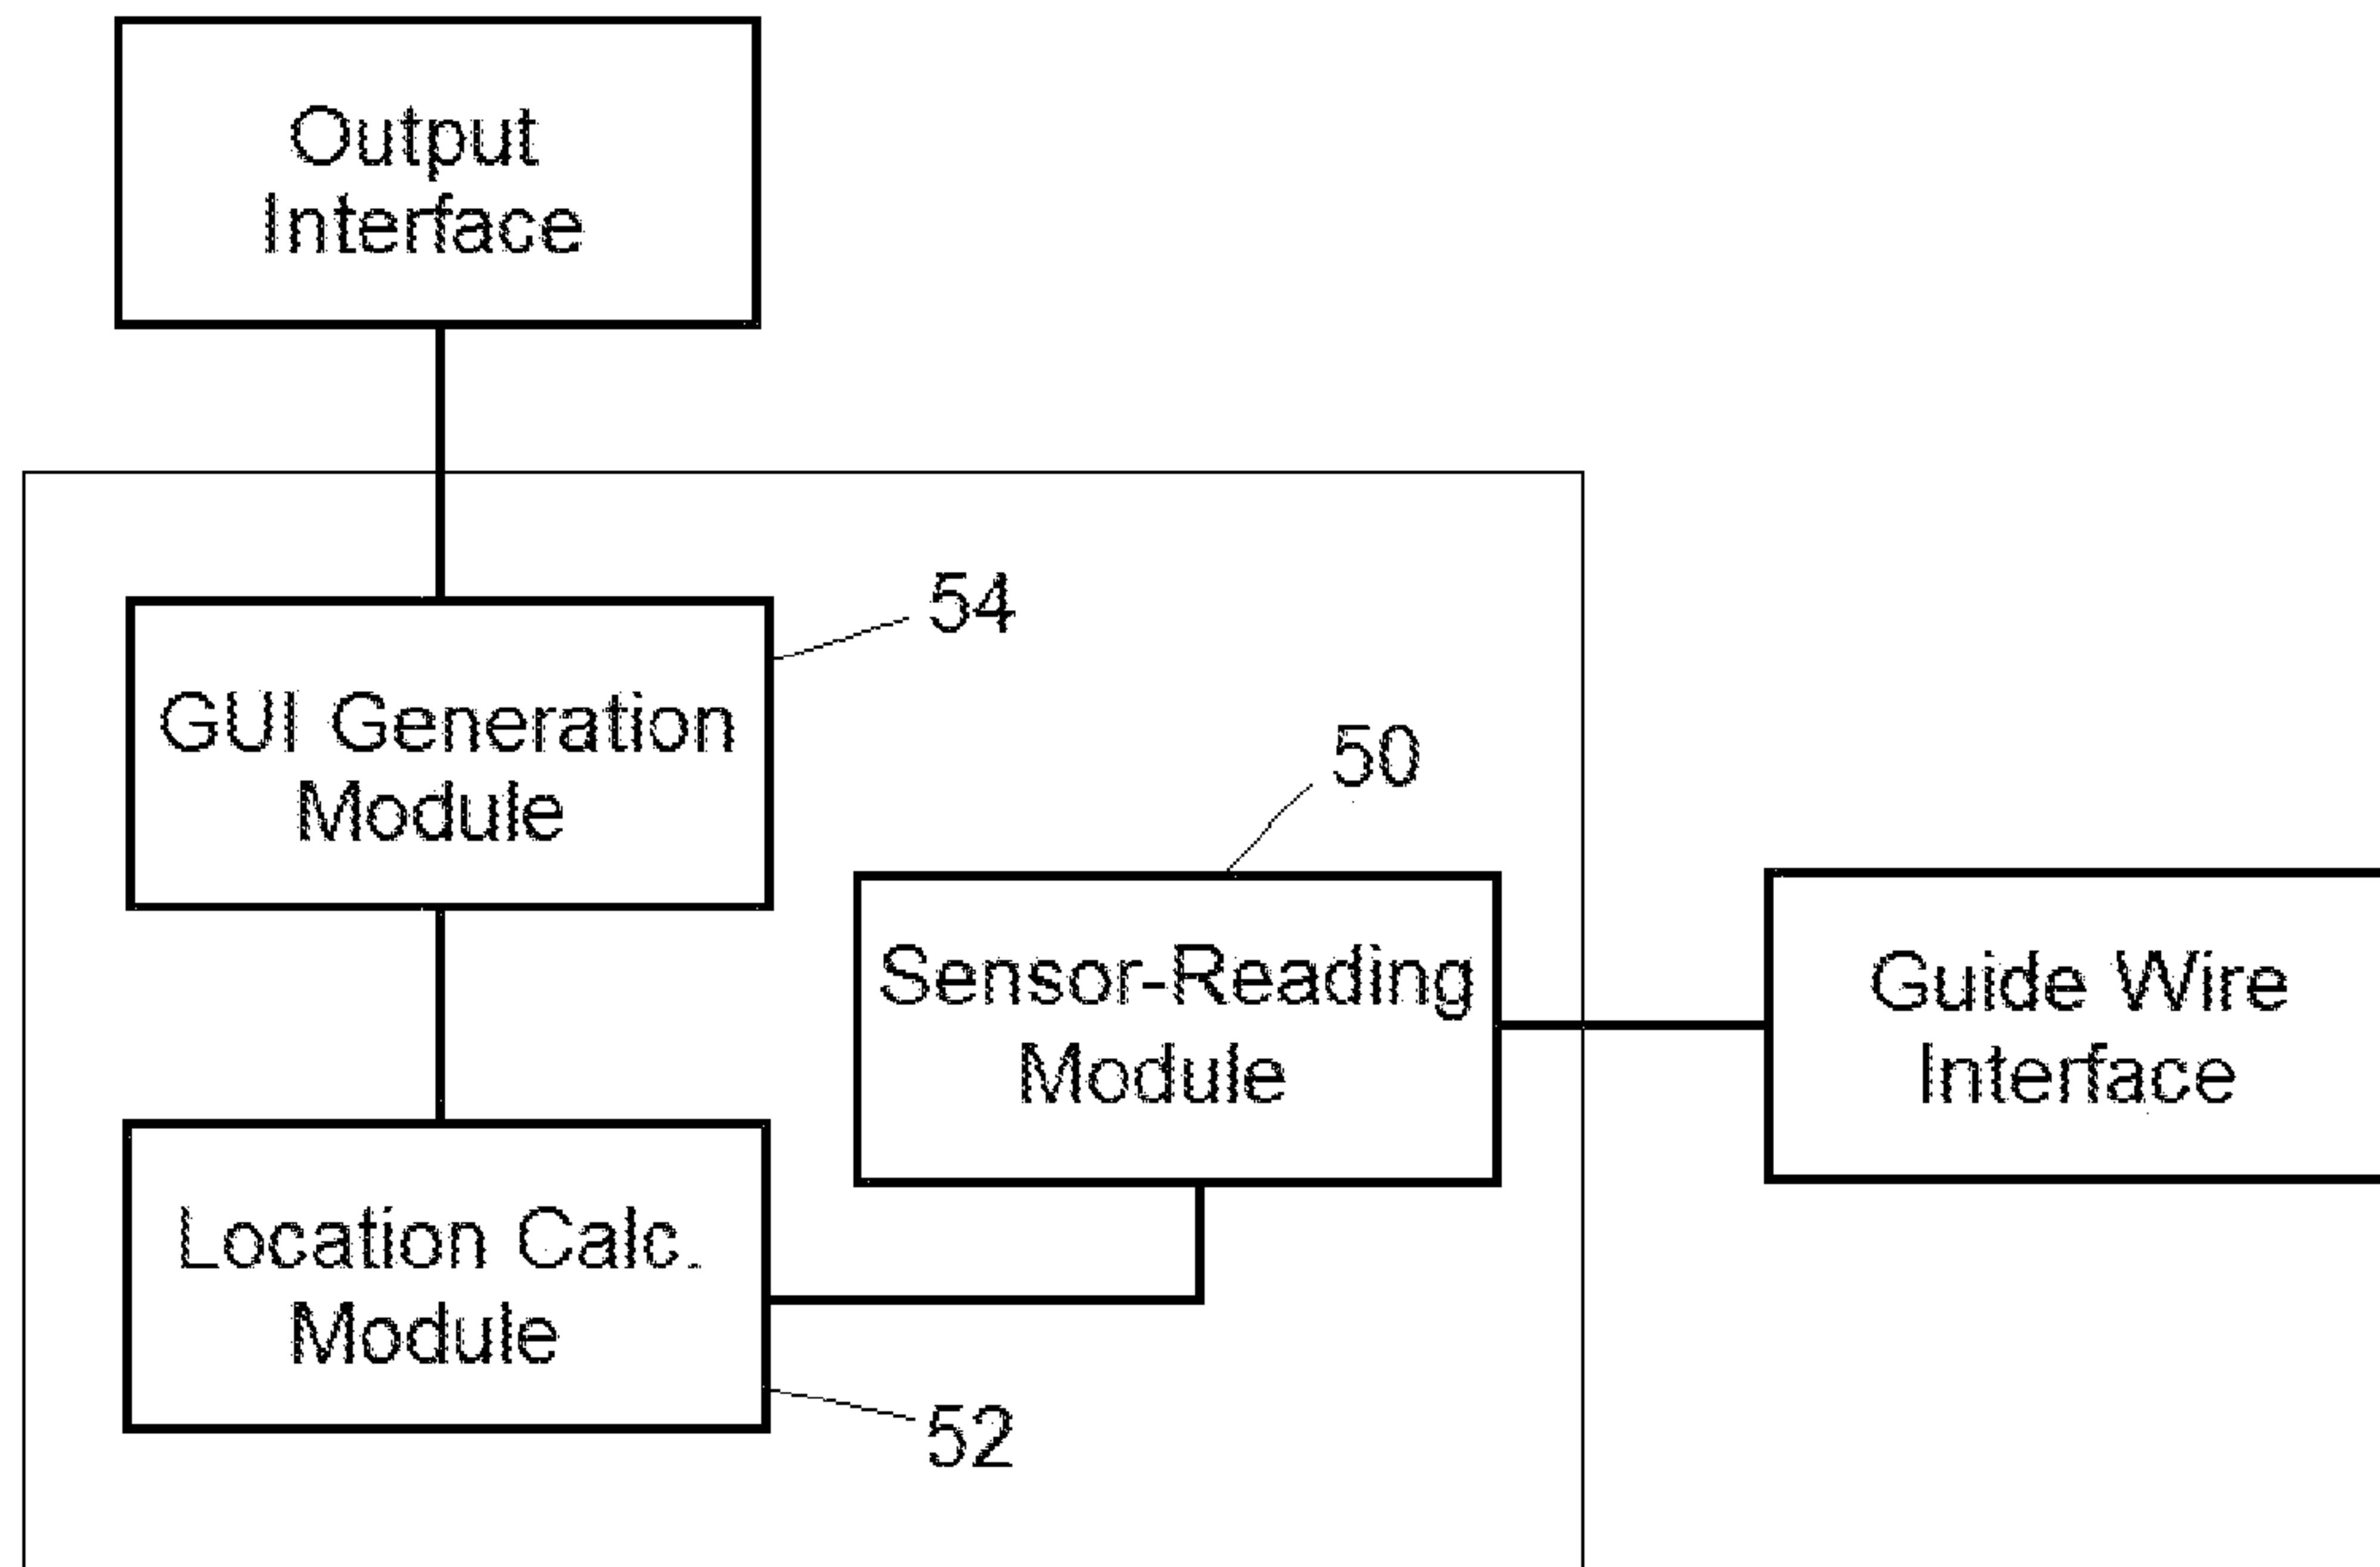 Output
Interface
54
GUI Generation
Module
50
Sensor-Reading
Module
Guide Wire
Interface
Location Calc.
Module
52